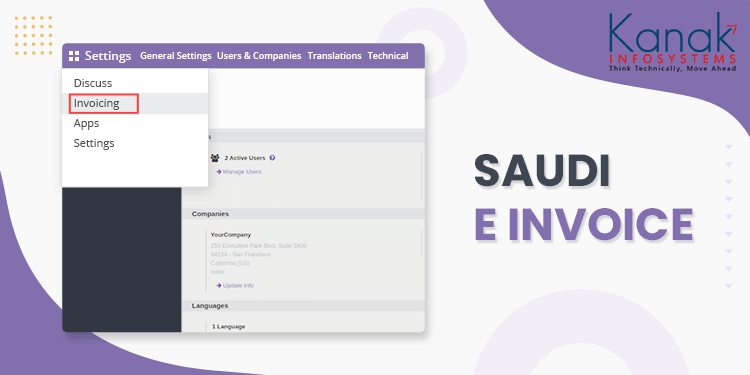 Kanak
INFOSYSTEMS
Think Technically, Move Ahead
Settings General Settings Users & Companies Translations Technical
Discuss
Invoicing
Apps
Settings
2 Active Users
Manage Users
Companies
YourCompany
250 Executive Park Blvd, Suite 3400
94134 - San Francisco
California (US)
India
Update Info
Languages
1 Language
SAUDI
E INVOICE